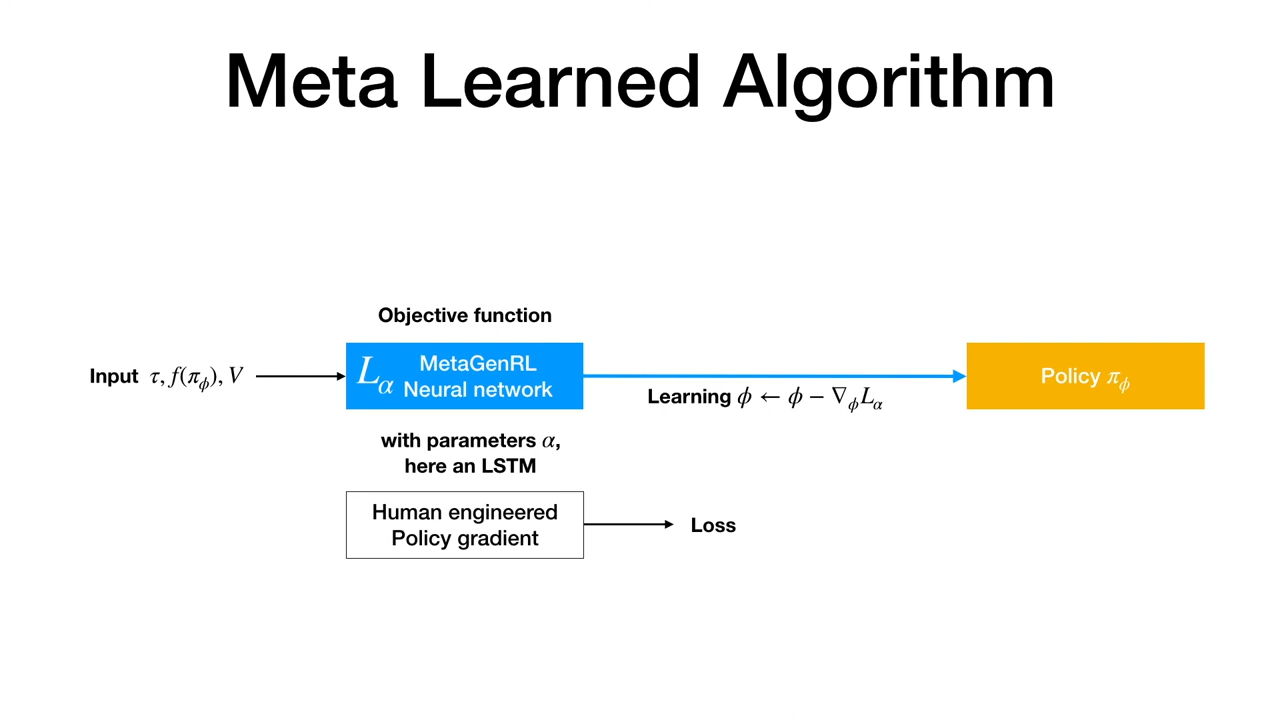 Meta Learned Algorithm
Objective function
Input τ, f(π_ϕ), V
L_α MetaGenRL
Neural network
Learning ϕ ← ϕ − ∇_ϕ L_α
Policy π_ϕ
with parameters α,
here an LSTM
Human engineered
Policy gradient
Loss